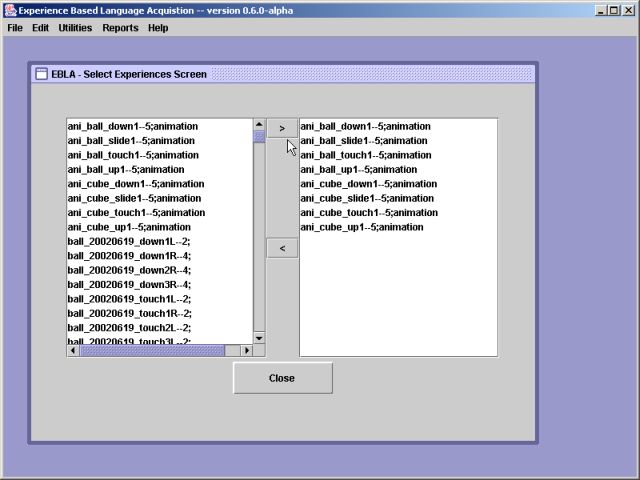 Experience Based Language Acquistion -- version 0.6.0-alpha
File Edit Utilities Reports Help
EBLA - Select Experiences Screen
ani_ball_down1--5;animation
ani_ball_slide1--5;animation
ani_ball_touch1--5;animation
ani_ball_up1--5;animation
ani_cube_down1--5;animation
ani_cube_slide1--5;animation
ani_cube_touch1--5;animation
ani_cube_up1--5;animation
ball_20020619_down1L--2;
ball_20020619_down1R--4;
ball_20020619_down2R--4;
ball_20020619_down3R--4;
ball_20020619_touch1L--2;
ball_20020619_touch1R--2;
ball_20020619_touch2L--2;
ball_20020619_touch3L--2;
>
<
ani_ball_down1--5;animation
ani_ball_slide1--5;animation
ani_ball_touch1--5;animation
ani_ball_up1--5;animation
ani_cube_down1--5;animation
ani_cube_slide1--5;animation
ani_cube_touch1--5;animation
ani_cube_up1--5;animation
Close